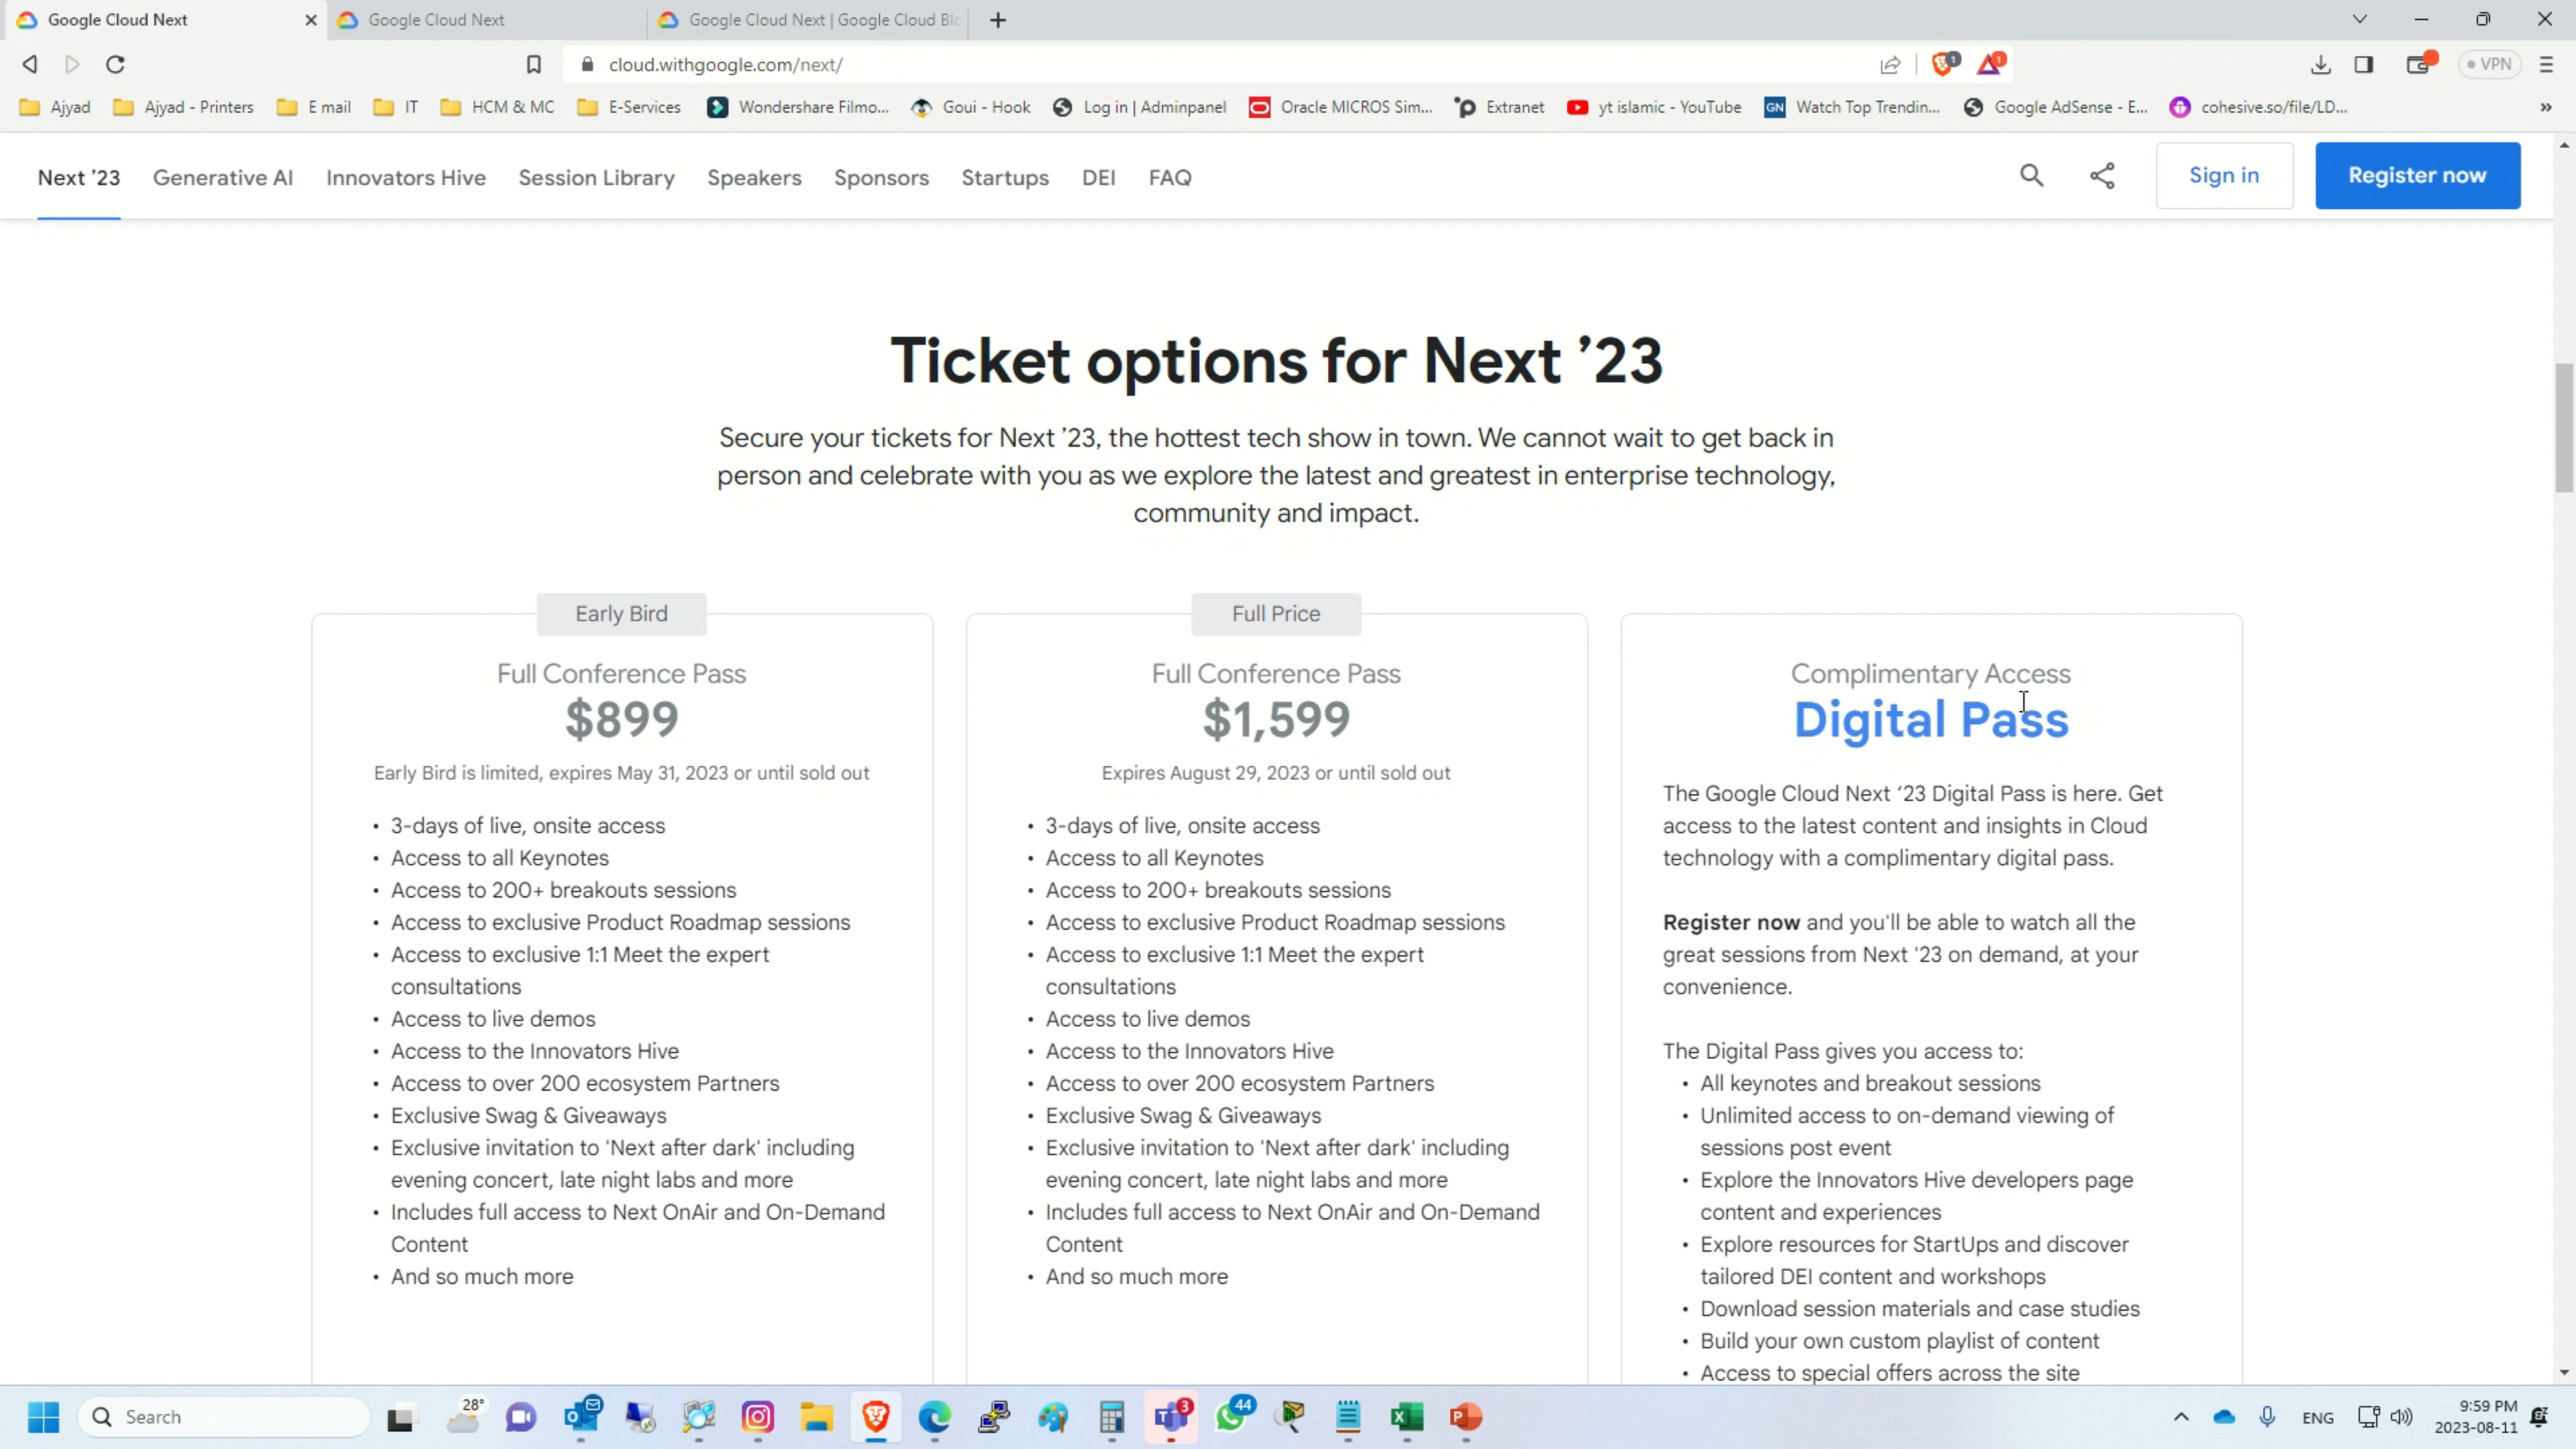 Google Cloud Next
Google Cloud Next
Google Cloud Next | Google Cloud Blo
cloud.withgoogle.com/next/
1
1
VPN
Ajyad
Ajyad - Printers
E mail
IT
HCM & MC
E-Services
Wondershare Filmo...
Goui - Hook
Log in | Adminpanel
Oracle MICROS Sim...
Extranet
yt islamic - YouTube
GN
Watch Top Trendin...
Google AdSense - E...
cohesive.so/file/LD...
Next ’23
Generative AI
Innovators Hive
Session Library
Speakers
Sponsors
Startups
DEI
FAQ
Sign in
Register now
Ticket options for Next ’23
Secure your tickets for Next ’23, the hottest tech show in town. We cannot wait to get back in
person and celebrate with you as we explore the latest and greatest in enterprise technology,
community and impact.
Early Bird
Full Conference Pass
$899
Early Bird is limited, expires May 31, 2023 or until sold out
• 3-days of live, onsite access
• Access to all Keynotes
• Access to 200+ breakouts sessions
• Access to exclusive Product Roadmap sessions
• Access to exclusive 1:1 Meet the expert
consultations
• Access to live demos
• Access to the Innovators Hive
• Access to over 200 ecosystem Partners
• Exclusive Swag & Giveaways
• Exclusive invitation to 'Next after dark' including
evening concert, late night labs and more
• Includes full access to Next OnAir and On-Demand
Content
• And so much more
Full Price
Full Conference Pass
$1,599
Expires August 29, 2023 or until sold out
• 3-days of live, onsite access
• Access to all Keynotes
• Access to 200+ breakouts sessions
• Access to exclusive Product Roadmap sessions
• Access to exclusive 1:1 Meet the expert
consultations
• Access to live demos
• Access to the Innovators Hive
• Access to over 200 ecosystem Partners
• Exclusive Swag & Giveaways
• Exclusive invitation to 'Next after dark' including
evening concert, late night labs and more
• Includes full access to Next OnAir and On-Demand
Content
• And so much more
Complimentary Access
Digital Pass
The Google Cloud Next ‘23 Digital Pass is here. Get
access to the latest content and insights in Cloud
technology with a complimentary digital pass.
Register now and you'll be able to watch all the
great sessions from Next '23 on demand, at your
convenience.
The Digital Pass gives you access to:
• All keynotes and breakout sessions
• Unlimited access to on-demand viewing of
sessions post event
• Explore the Innovators Hive developers page
content and experiences
• Explore resources for StartUps and discover
tailored DEI content and workshops
• Download session materials and case studies
• Build your own custom playlist of content
• Access to special offers across the site
Search
28°
3
44
ENG
9:59 PM
2023-08-11